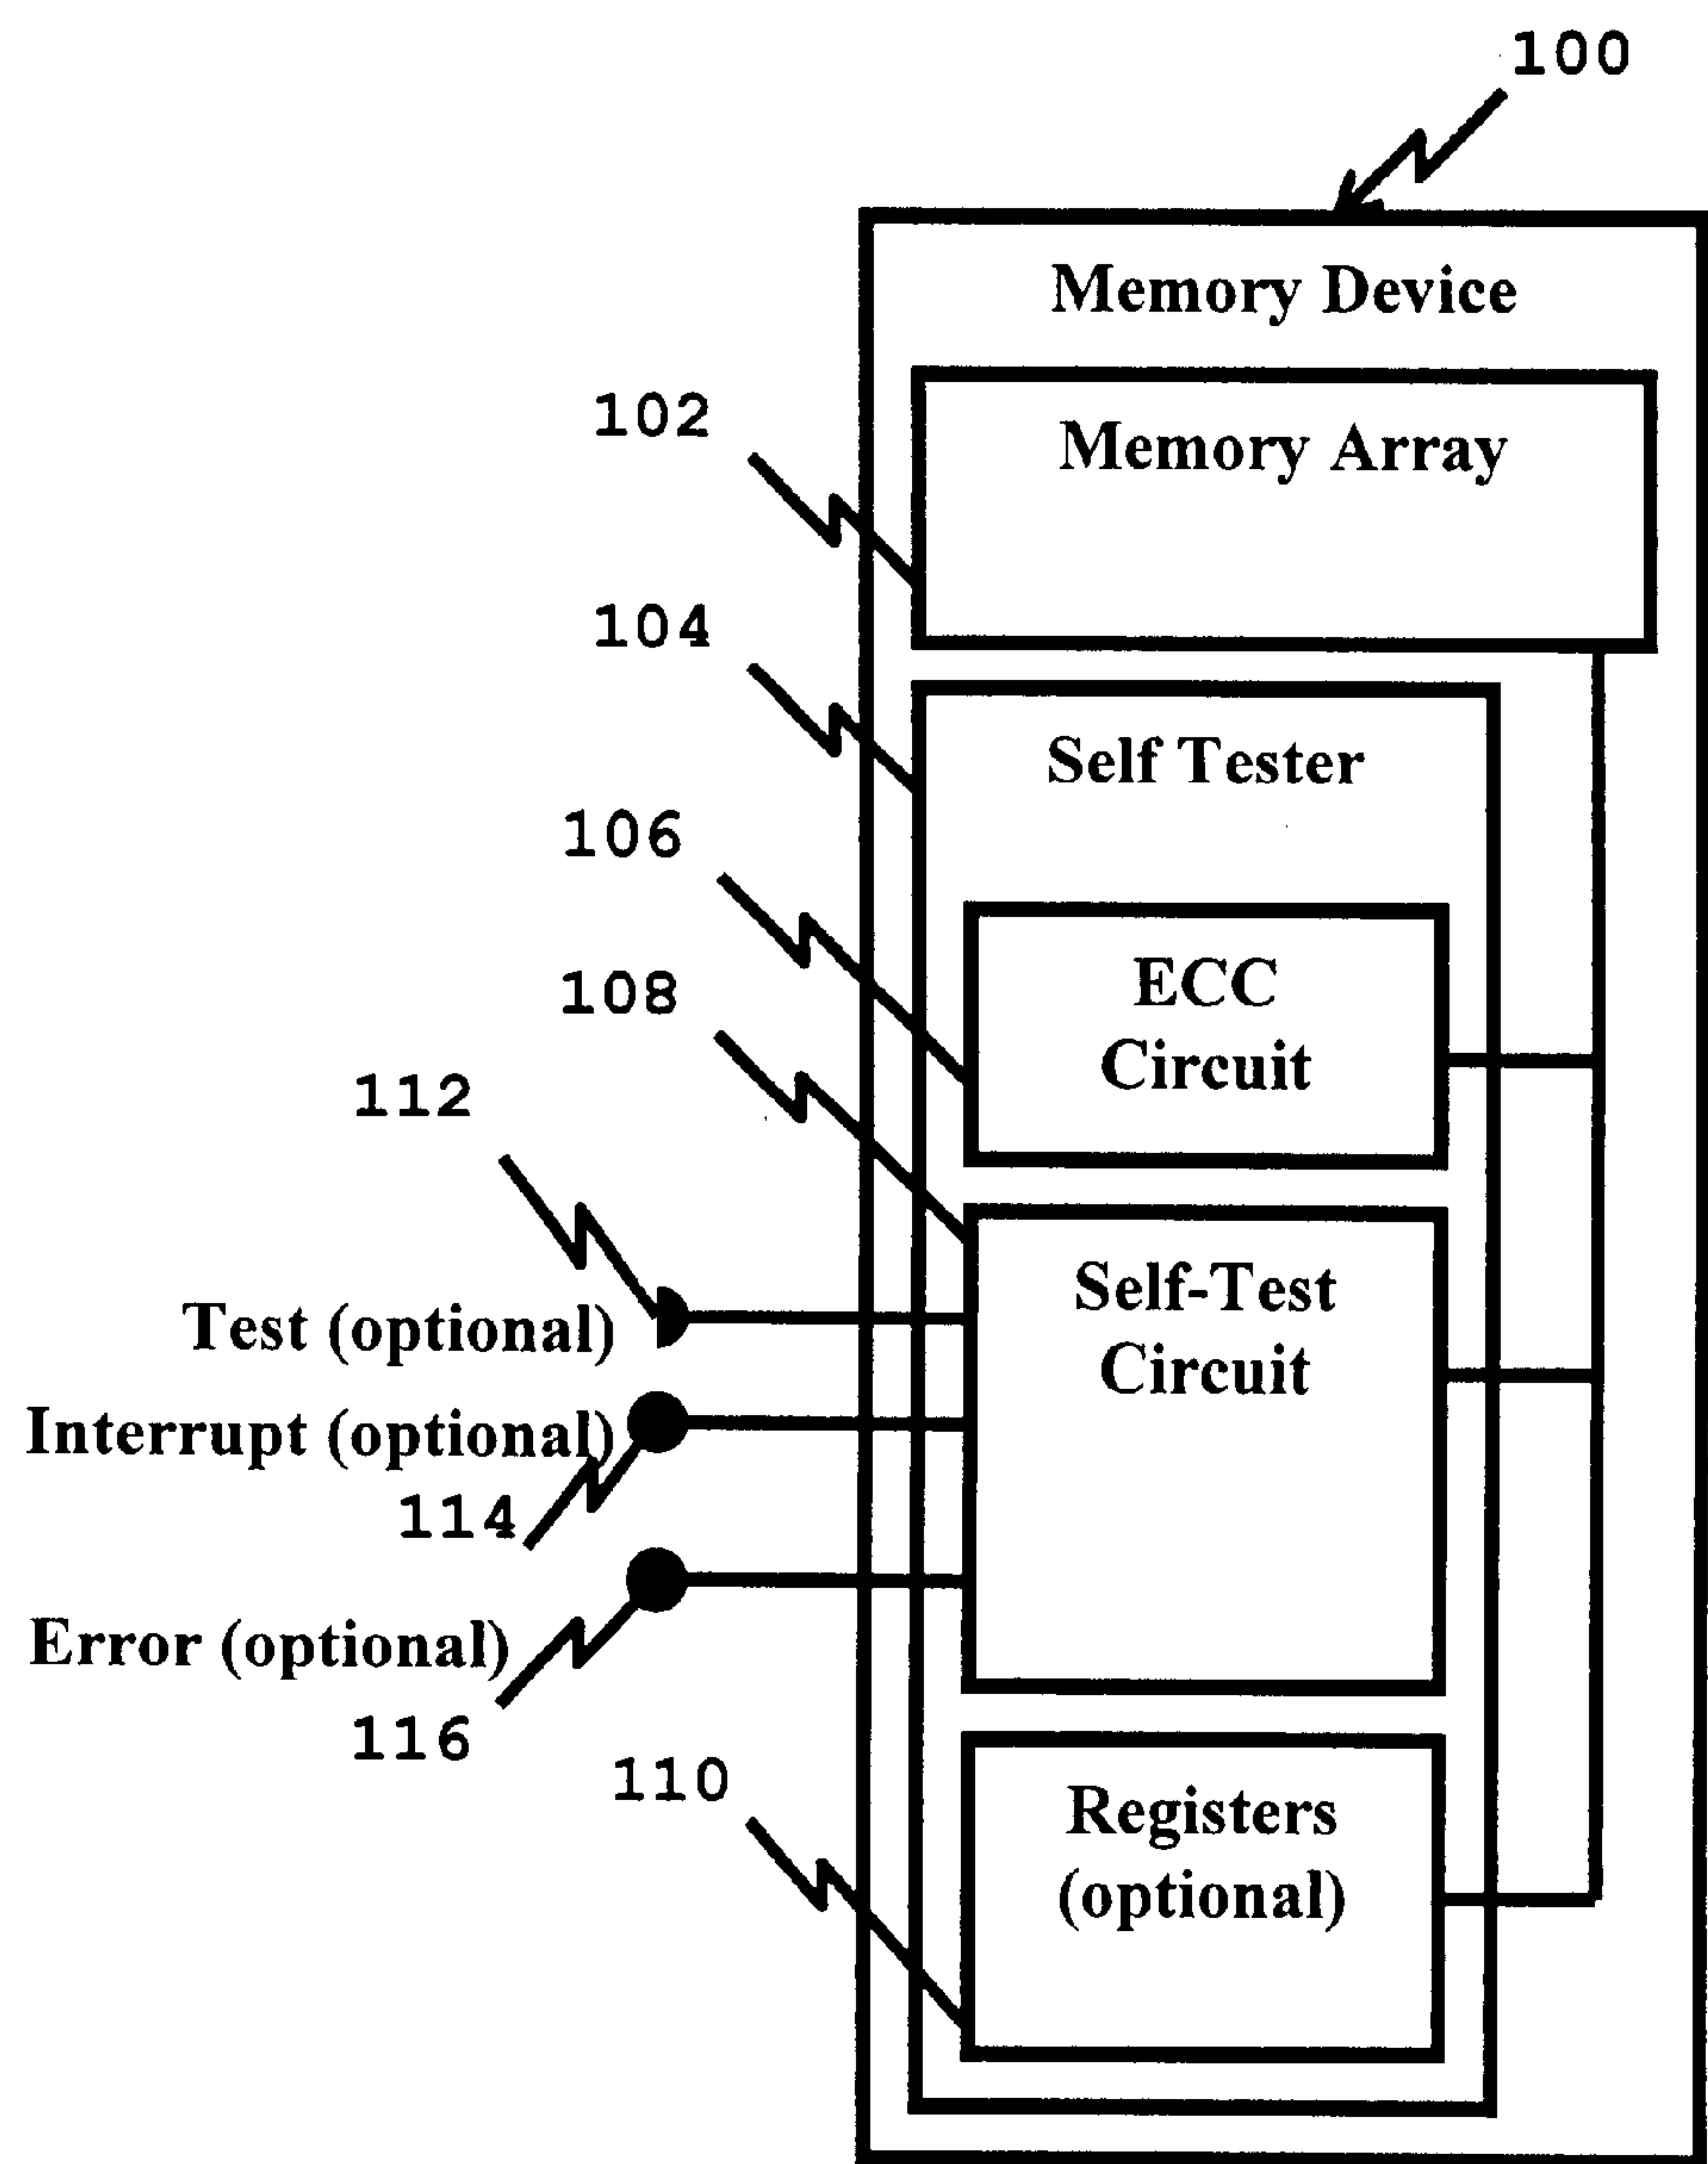 100
Memory Device
102
Memory Array
104
Self Tester
106
ECC
Circuit
108
112
Self-Test
Circuit
Test (optional)
Interrupt (optional)
114
Error (optional)
116
110
Registers
(optional)